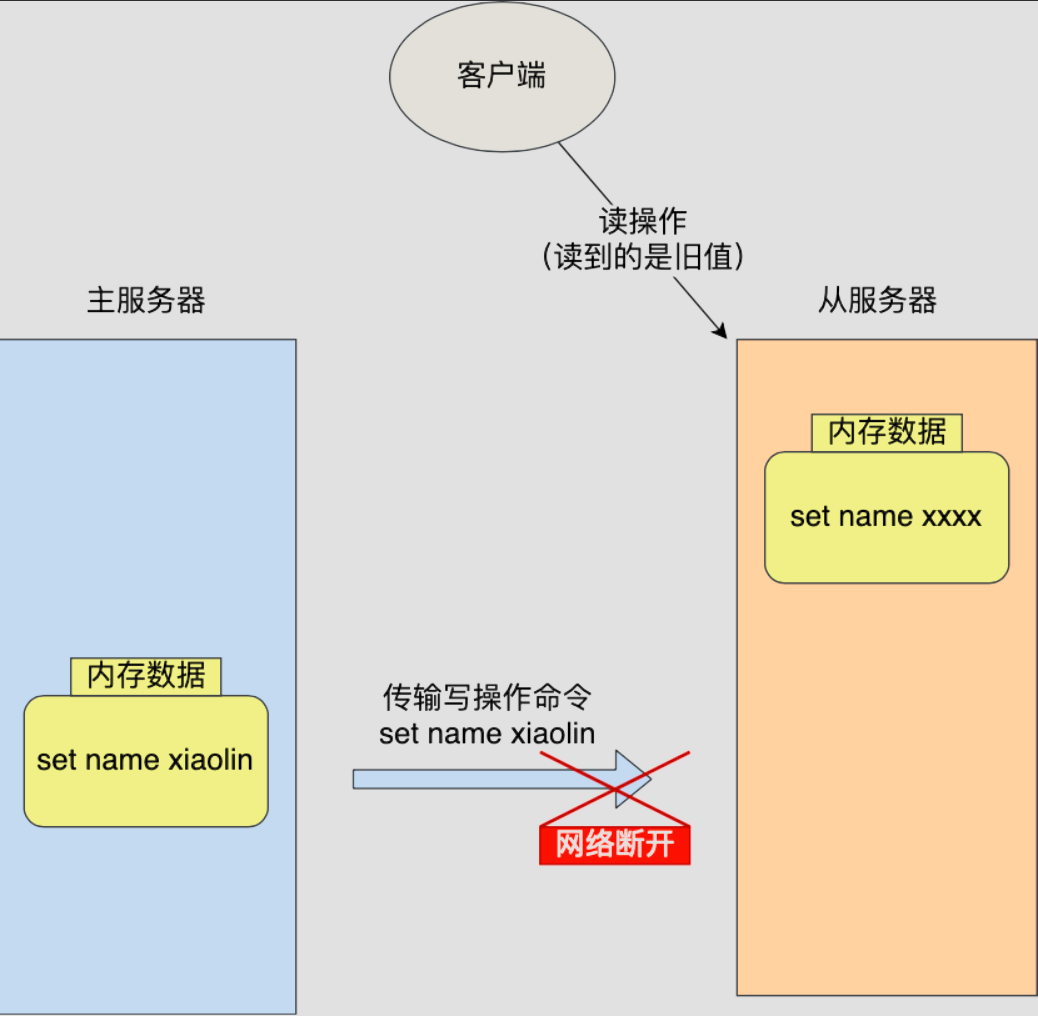 客户端
读操作
（读到的是旧值）
主服务器
从服务器
内存数据
set name xxxx
内存数据
set name xiaolin
传输写操作命令
set name xiaolin
网络断开